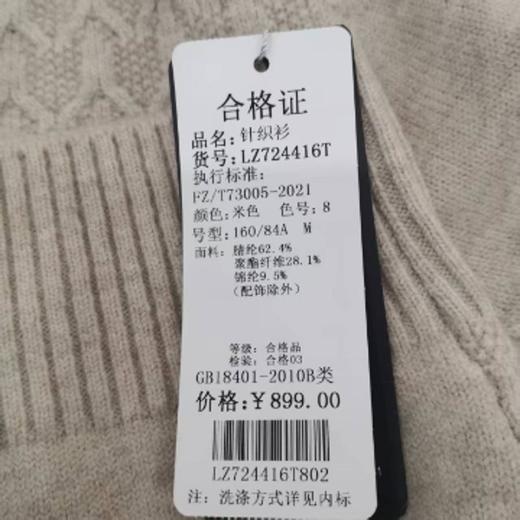 合格证
品名：针织衫
货号：LZ724416T
执行标准：
FZ/T73005-2021
颜色：米色 色号：8
号型：160/84A M
面料：腈纶62.4%
聚酯纤维28.1%
锦纶9.5%
（配饰除外）
等级：合格品
检验：合格03
GB18401-2010B类
价格：¥899.00
LZ724416T802
注：洗涤方式详见内标